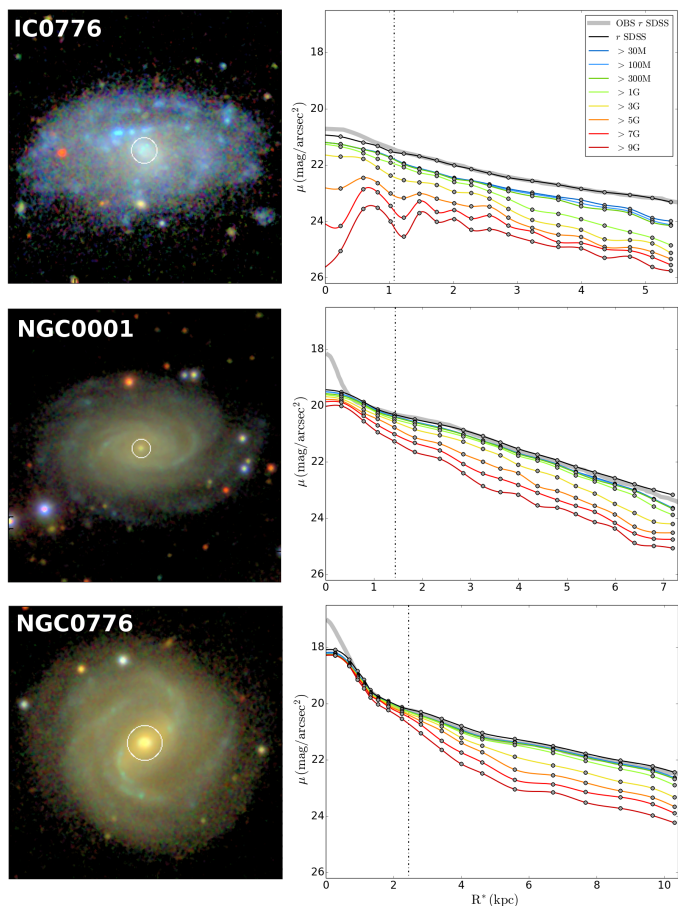 IC0776
18
20
22
24
26
μ (mag/arcsec²)
0 1 2 3 4 5
OBS r SDSS
r SDSS
> 30M
> 100M
> 300M
> 1G
> 3G
> 5G
> 7G
> 9G
NGC0001
18
20
22
24
26
μ (mag/arcsec²)
0 1 2 3 4 5 6 7
NGC0776
18
20
22
24
26
μ (mag/arcsec²)
0 2 4 6 8 10
R* (kpc)